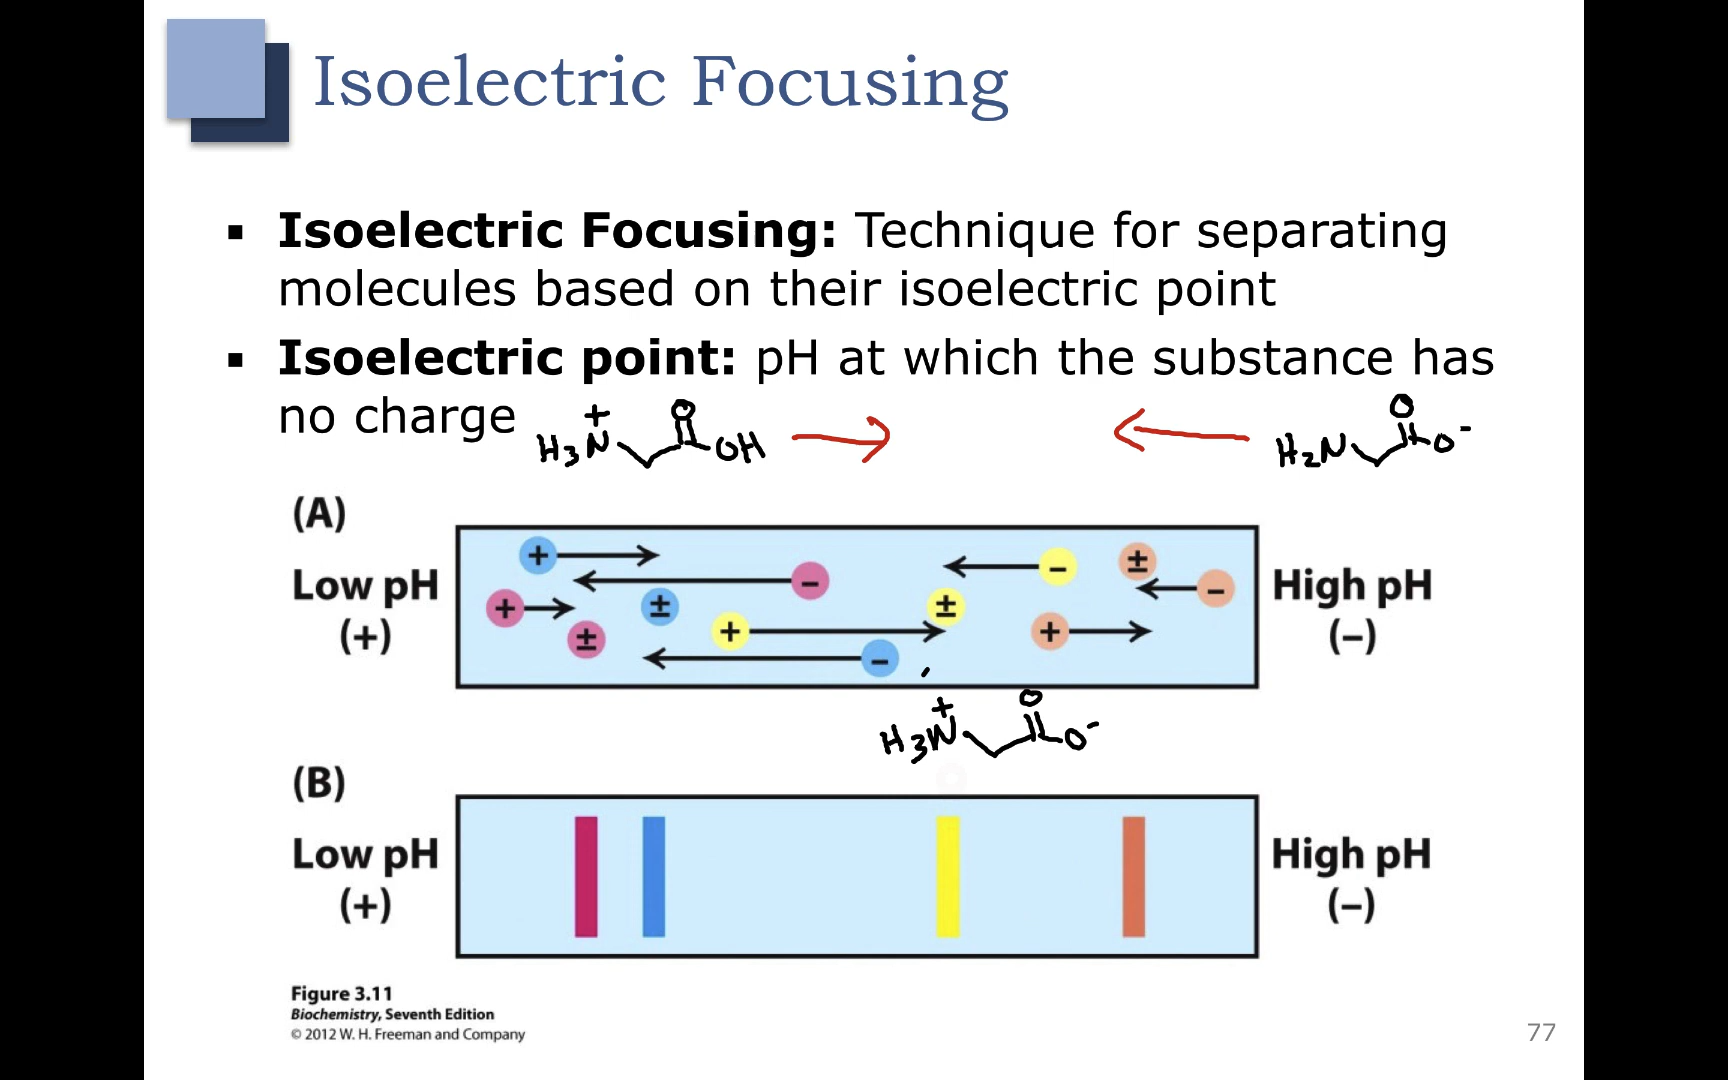 Isoelectric Focusing
▪ Isoelectric Focusing: Technique for separating
molecules based on their isoelectric point
▪ Isoelectric point: pH at which the substance has
no charge
H₃N⁺ O OH
H₂N O O⁻
(A)
Low pH
(+)
+ - - ±
+ ± ± ± -
± + - +
High pH
(–)
H₃N⁺ O O⁻
(B)
Low pH
(+)
High pH
(–)
Figure 3.11
Biochemistry, Seventh Edition
© 2012 W. H. Freeman and Company
77